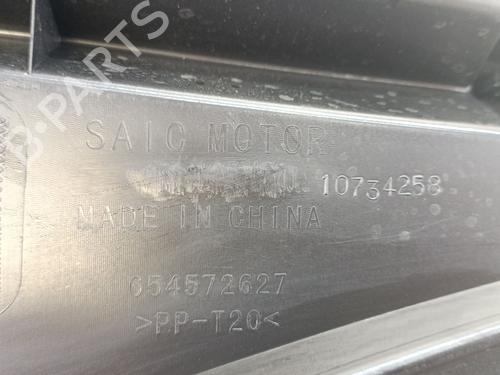 B-PARTS
SAIC MOTOR
10734258
MADE IN CHINA
654572627
>PP-T20<